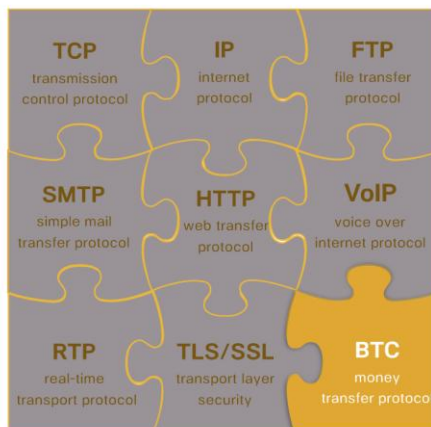 TCP
transmission
control protocol
IP
internet
protocol
FTP
file transfer
protocol
SMTP
simple mail
transfer protocol
HTTP
web transfer
protocol
VoIP
voice over
internet protocol
RTP
real-time
transport protocol
TLS/SSL
transport layer
security
BTC
money
transfer protocol